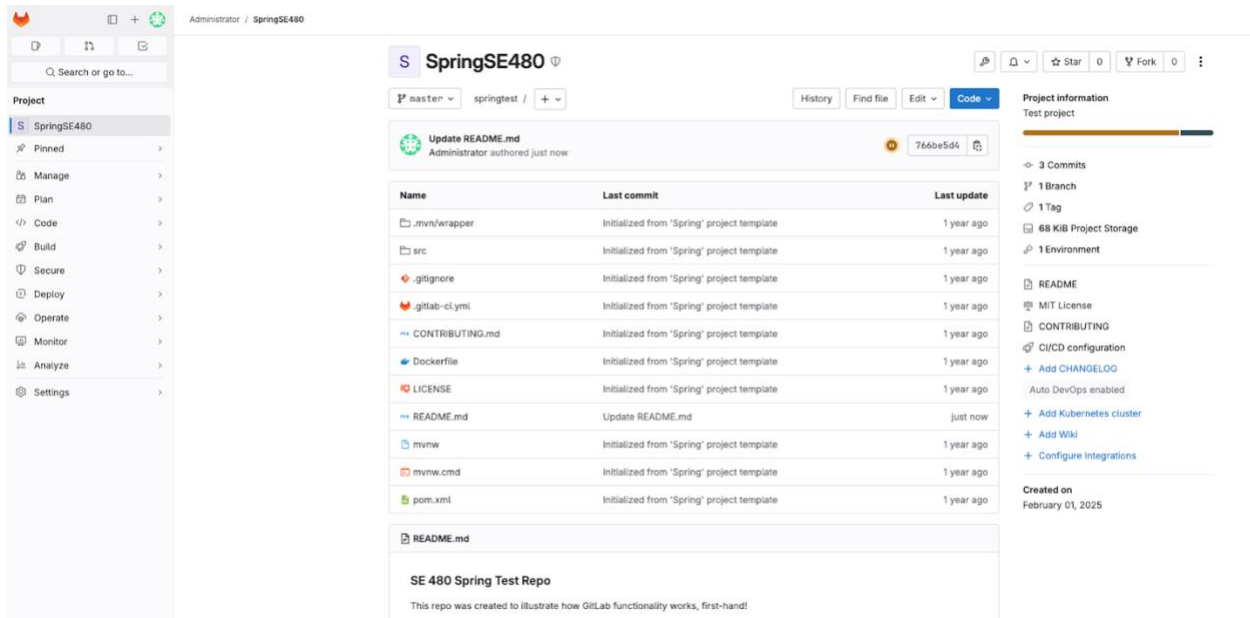 Administrator / SpringSE480
Search or go to...
Project
S SpringSE480
Pinned
Manage
Plan
Code
Build
Secure
Deploy
Operate
Monitor
Analyze
Settings
S SpringSE480
Star 0
Fork 0
master
springtest /
History
Find file
Edit
Code
Update README.md
Administrator authored just now
766be5d4
Name Last commit Last update
.mvn/wrapper Initialized from 'Spring' project template 1 year ago
src Initialized from 'Spring' project template 1 year ago
.gitignore Initialized from 'Spring' project template 1 year ago
.gitlab-ci.yml Initialized from 'Spring' project template 1 year ago
CONTRIBUTING.md Initialized from 'Spring' project template 1 year ago
Dockerfile Initialized from 'Spring' project template 1 year ago
LICENSE Initialized from 'Spring' project template 1 year ago
README.md Update README.md just now
mvnw Initialized from 'Spring' project template 1 year ago
mvnw.cmd Initialized from 'Spring' project template 1 year ago
pom.xml Initialized from 'Spring' project template 1 year ago
README.md
SE 480 Spring Test Repo
This repo was created to illustrate how GitLab functionality works, first-hand!
Project information
Test project
3 Commits
1 Branch
1 Tag
68 KiB Project Storage
1 Environment
README
MIT License
CONTRIBUTING
CI/CD configuration
+ Add CHANGELOG
Auto DevOps enabled
+ Add Kubernetes cluster
+ Add Wiki
+ Configure Integrations
Created on
February 01, 2025